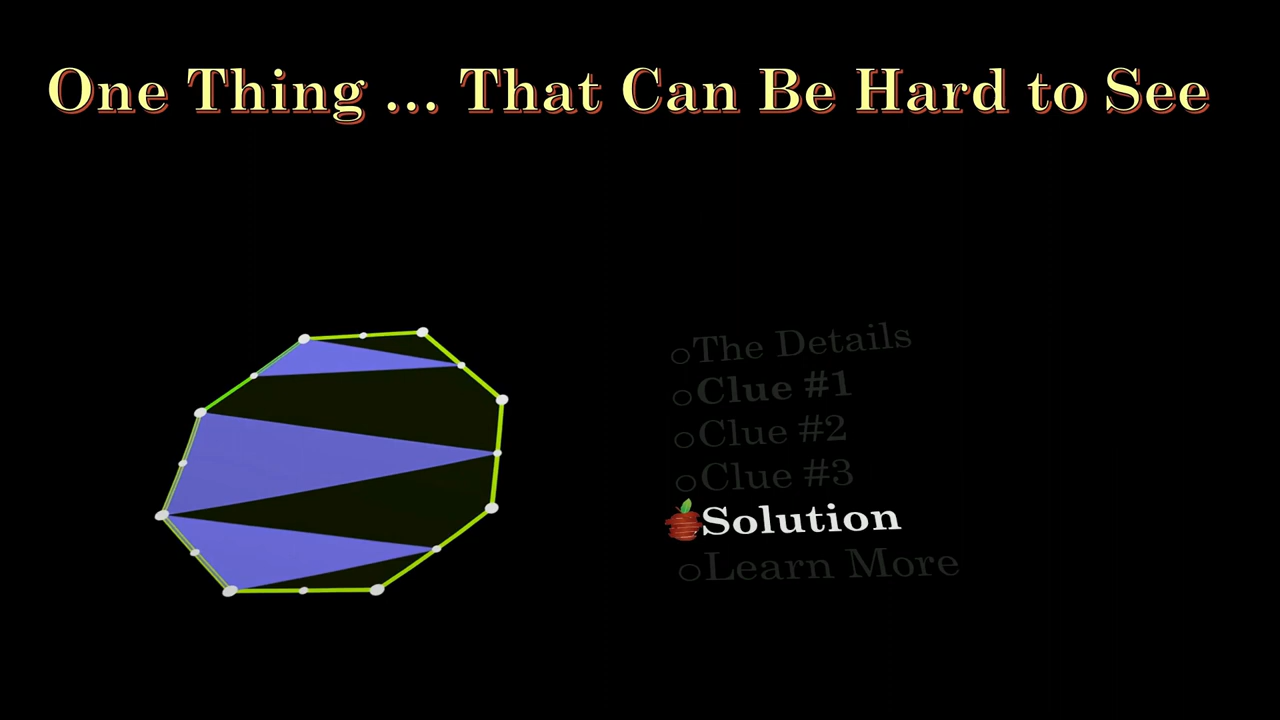 One Thing ... That Can Be Hard to See
The Details
Clue #1
Clue #2
Clue #3
Solution
Learn More